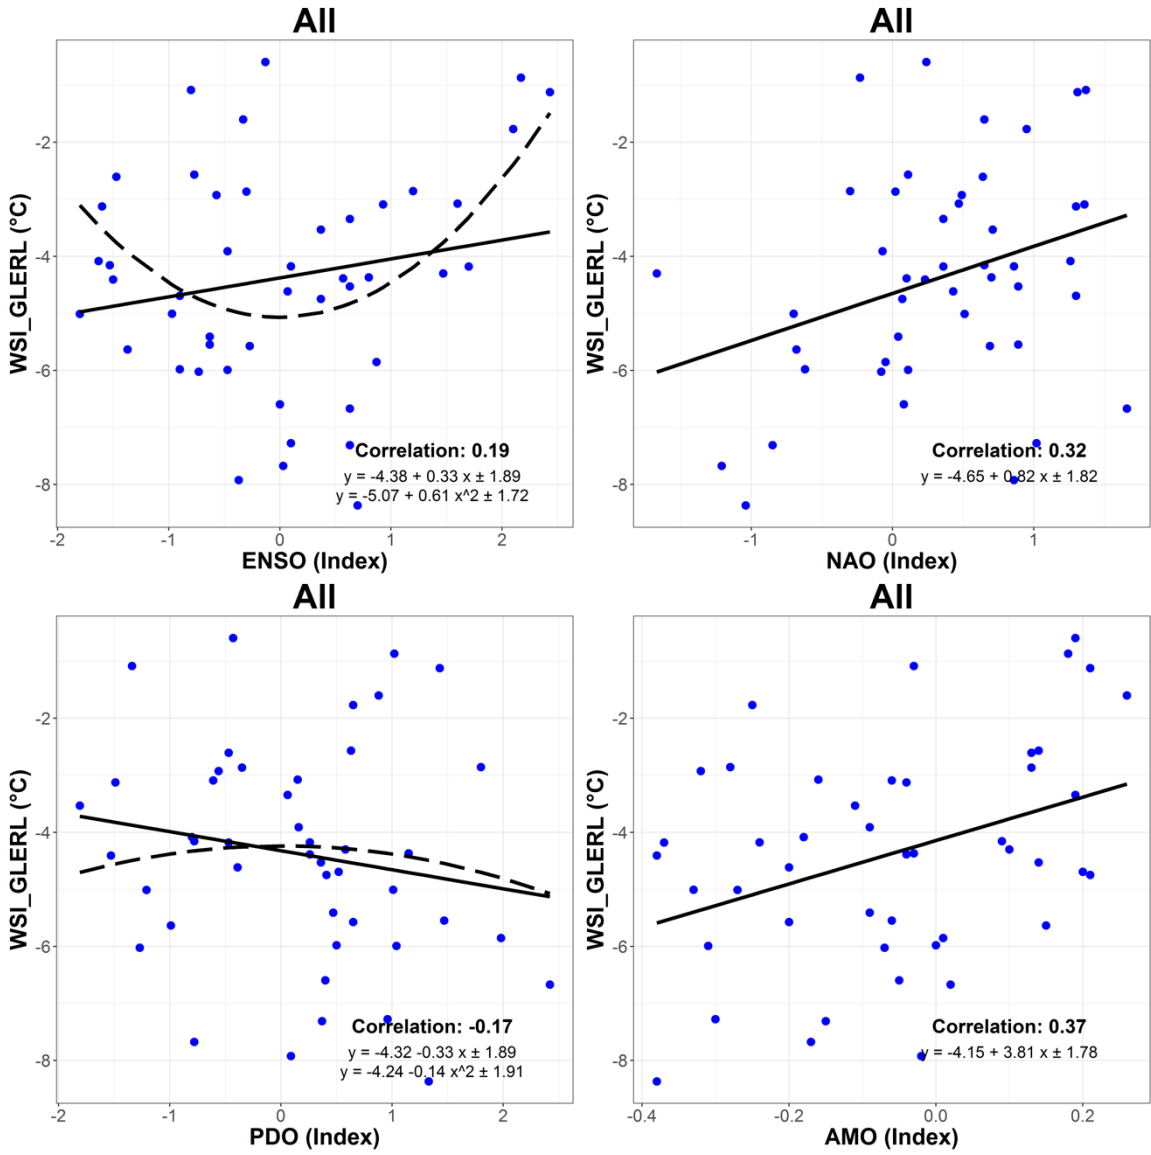 All
WSI_GLERL (°C)
-2
-4
-6
-8
-2
-1
0
1
2
ENSO (Index)
Correlation: 0.19
y = -4.38 + 0.33 x ± 1.89
y = -5.07 + 0.61 x^2 ± 1.72
All
WSI_GLERL (°C)
-2
-4
-6
-8
-1
0
1
NAO (Index)
Correlation: 0.32
y = -4.65 + 0.82 x ± 1.82
All
WSI_GLERL (°C)
-2
-4
-6
-8
-2
-1
0
1
2
PDO (Index)
Correlation: -0.17
y = -4.32 -0.33 x ± 1.89
y = -4.24 -0.14 x^2 ± 1.91
All
WSI_GLERL (°C)
-2
-4
-6
-8
-0.4
-0.2
0.0
0.2
AMO (Index)
Correlation: 0.37
y = -4.15 + 3.81 x ± 1.78